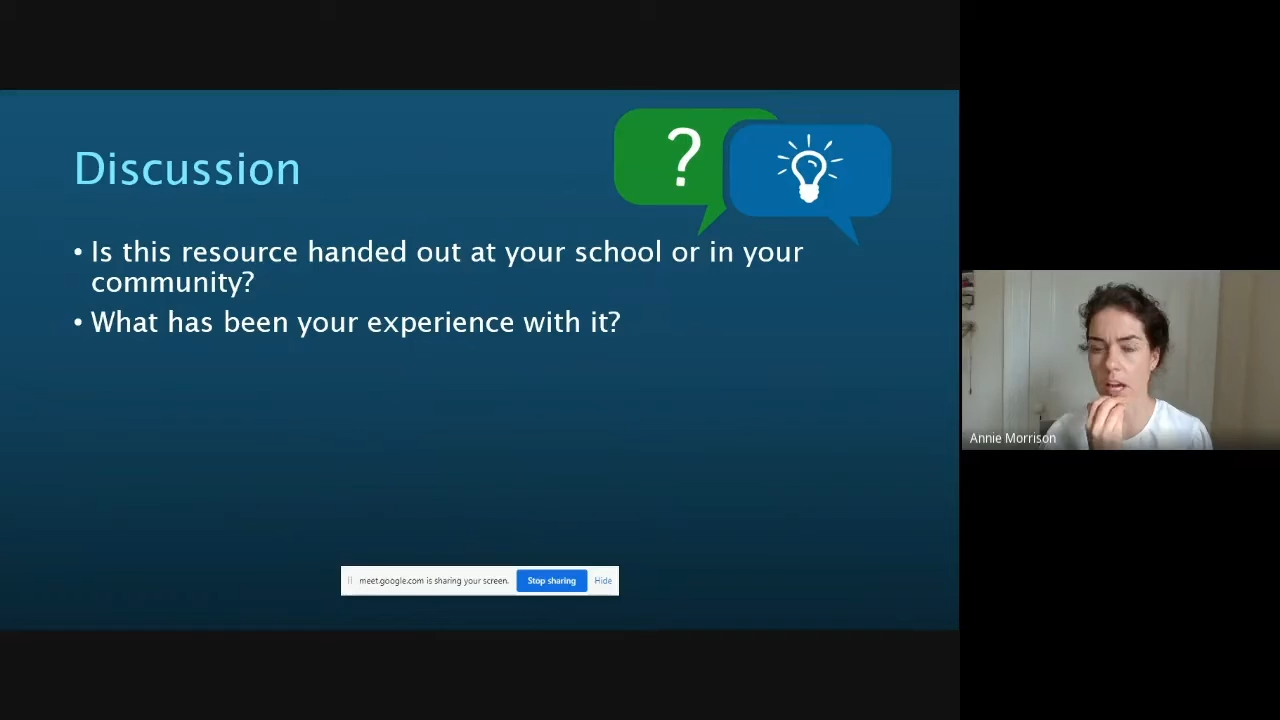 Discussion
?
• Is this resource handed out at your school or in your
community?
• What has been your experience with it?
Annie Morrison
meet.google.com is sharing your screen. Stop sharing Hide